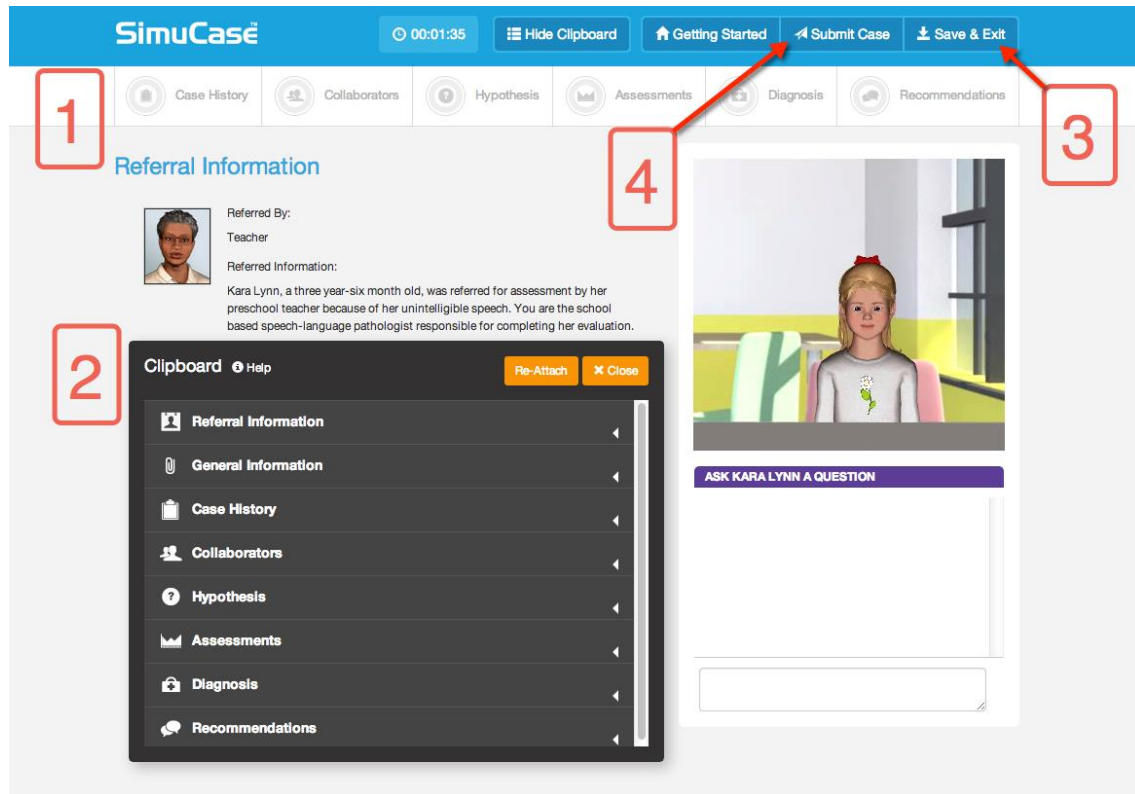 SimuCase™
00:01:35
Hide Clipboard
Getting Started
Submit Case
Save & Exit
1
Case History
Collaborators
Hypothesis
Assessments
Diagnosis
Recommendations
3
4
Referral Information
Referred By:
Teacher
Referred Information:
Kara Lynn, a three year-six month old, was referred for assessment by her
preschool teacher because of her unintelligible speech. You are the school
based speech-language pathologist responsible for completing her evaluation.
2
Clipboard Help
Re-Attach
Close
Referral Information
General Information
Case History
Collaborators
Hypothesis
Assessments
Diagnosis
Recommendations
ASK KARA LYNN A QUESTION